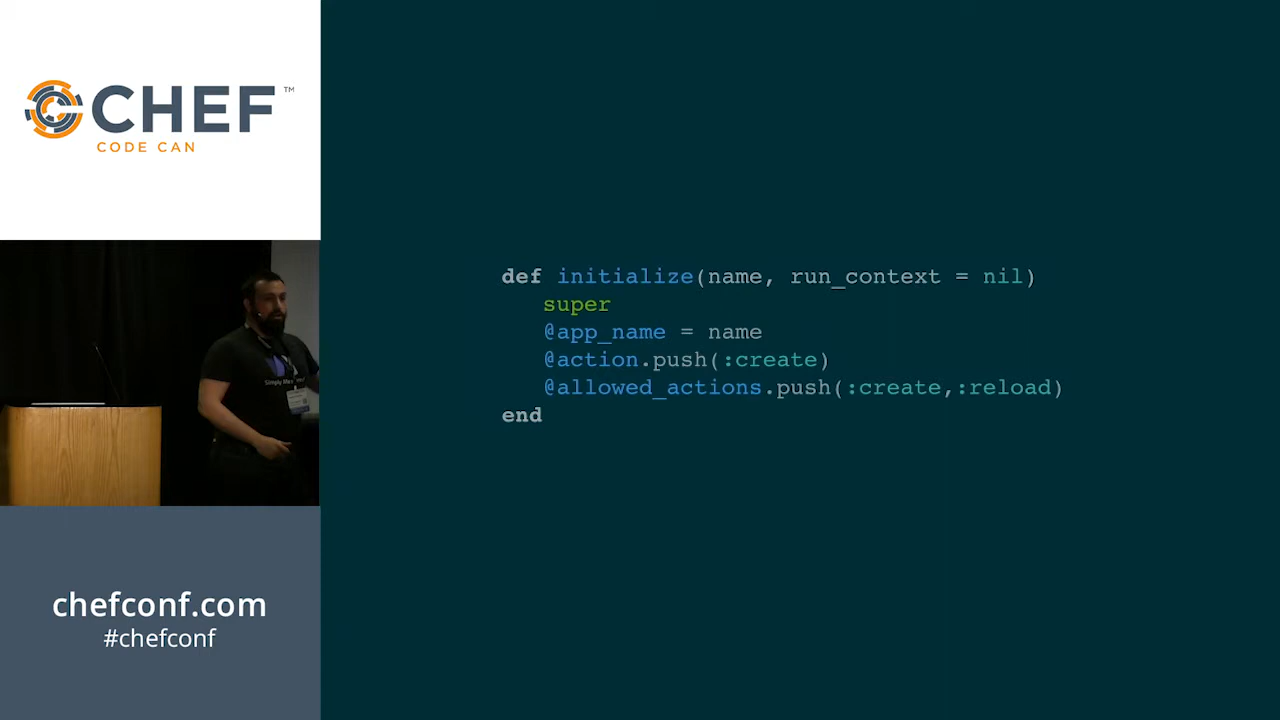 CHEF™
CODE CAN
def initialize(name, run_context = nil)
super
@app_name = name
@action.push(:create)
@allowed_actions.push(:create,:reload)
end
chefconf.com
#chefconf